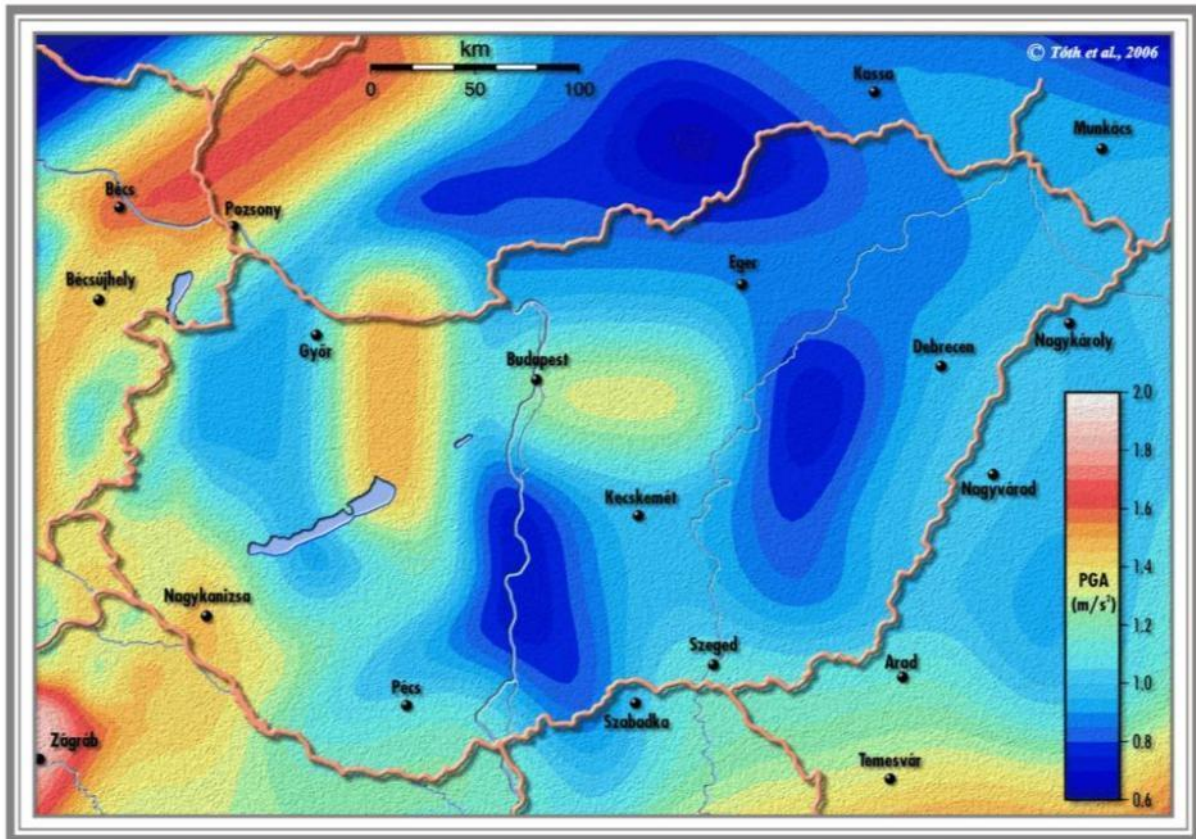 © Tóth et al., 2006
km
0 50 100
Kassa
Munkács
Bécs
Pozsony
Eger
Bécsújhely
Győr
Budapest
Debrecen
Nagykároly
2.0
1.8
1.6
1.4
1.2
1.0
0.8
0.6
PGA
(m/s²)
Nagyvárad
Kecskemét
Nagykanizsa
Szeged
Arad
Pécs
Szabadka
Zágráb
Temesvár